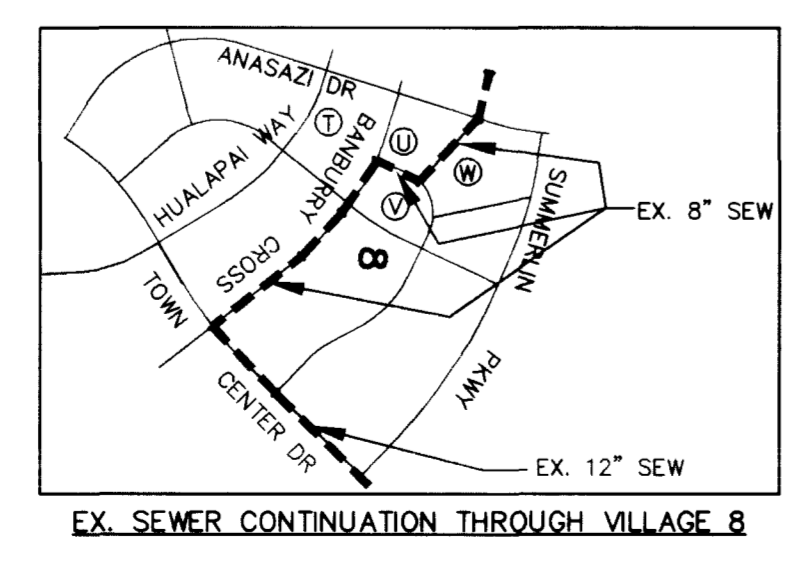 ANASAZI DR
HUALAPAI WAY
T
BANBURRY
CROSS
U
W
V
8
SUMMERLIN
PKWY
EX. 8" SEW
TOWN
CENTER DR
EX. 12" SEW
EX. SEWER CONTINUATION THROUGH VILLAGE 8